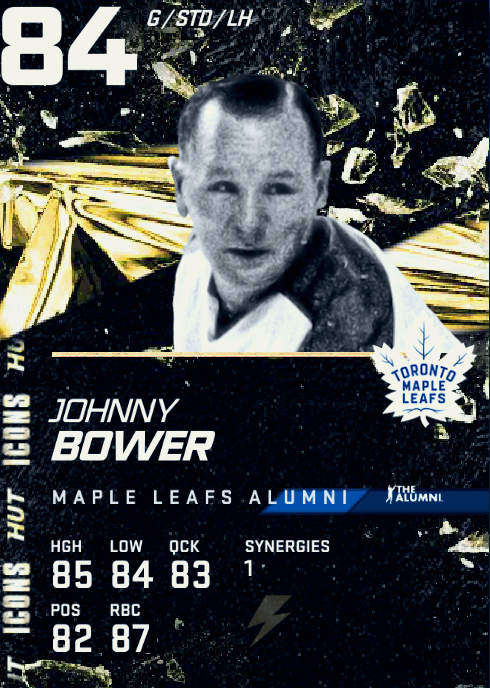 84
G/STD/LH
TORONTO
MAPLE
LEAFS
JOHNNY
BOWER
MAPLE LEAFS ALUMNI
THE
ALUMNI
HGH LOW QCK SYNERGIES
85 84 83 1
POS RBC
82 87
HUT ICONS HUT ICONS